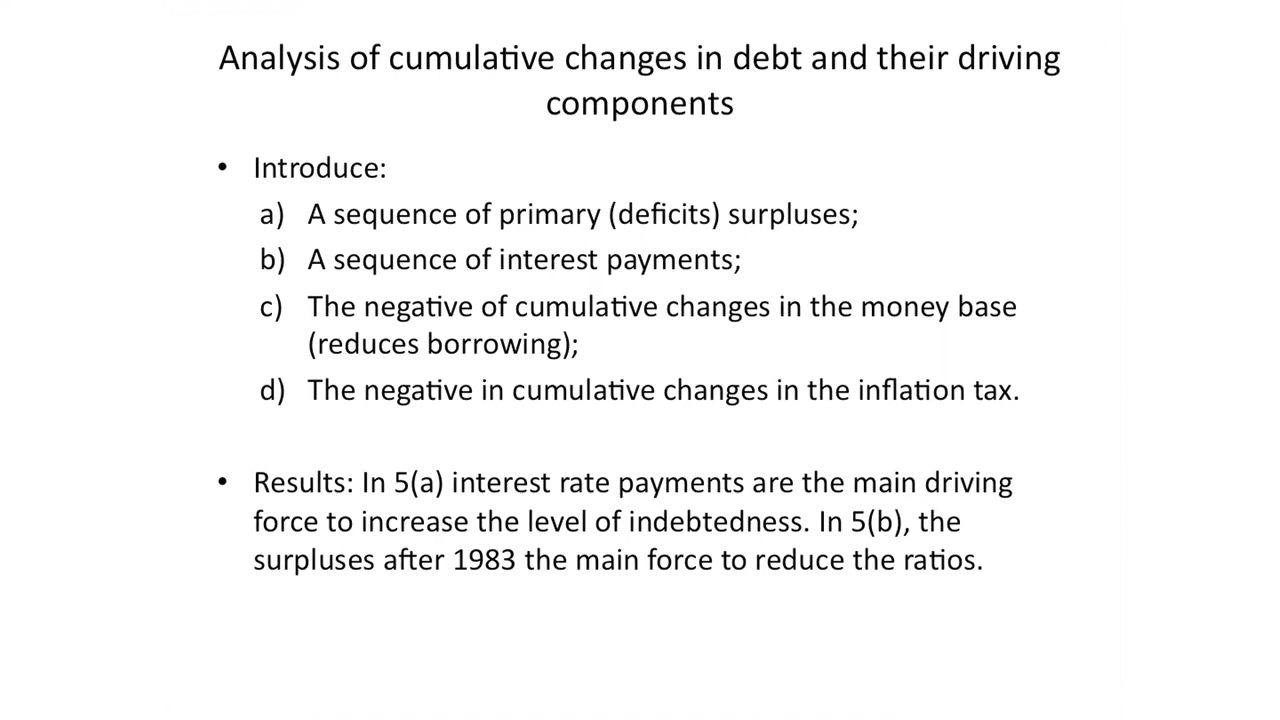 Analysis of cumulative changes in debt and their driving
components
• Introduce:
a) A sequence of primary (deficits) surpluses;
b) A sequence of interest payments;
c) The negative of cumulative changes in the money base
(reduces borrowing);
d) The negative in cumulative changes in the inflation tax.
• Results: In 5(a) interest rate payments are the main driving
force to increase the level of indebtedness. In 5(b), the
surpluses after 1983 the main force to reduce the ratios.